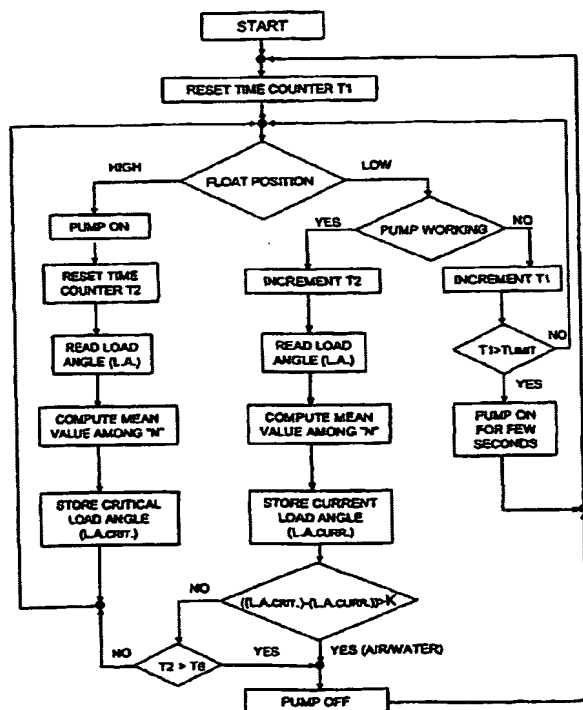 START
RESET TIME COUNTER T1
HIGH
FLOAT POSITION
LOW
PUMP ON
YES
PUMP WORKING
NO
RESET TIME
COUNTER T2
INCREMENT T2
INCREMENT T1
READ LOAD
ANGLE (L.A.)
READ LOAD
ANGLE (L.A.)
T1>TLIMIT
NO
YES
COMPUTE MEAN
VALUE AMONG "N"
COMPUTE MEAN
VALUE AMONG "N"
PUMP ON
FOR FEW
SECONDS
STORE CRITICAL
LOAD ANGLE
(L.A.CRIT.)
STORE CURRENT
LOAD ANGLE
(L.A.CURR.)
NO
((L.A.CRIT.)-(L.A.CURR.))>K
NO
T2 > T6
YES
YES (AIR/WATER)
PUMP OFF